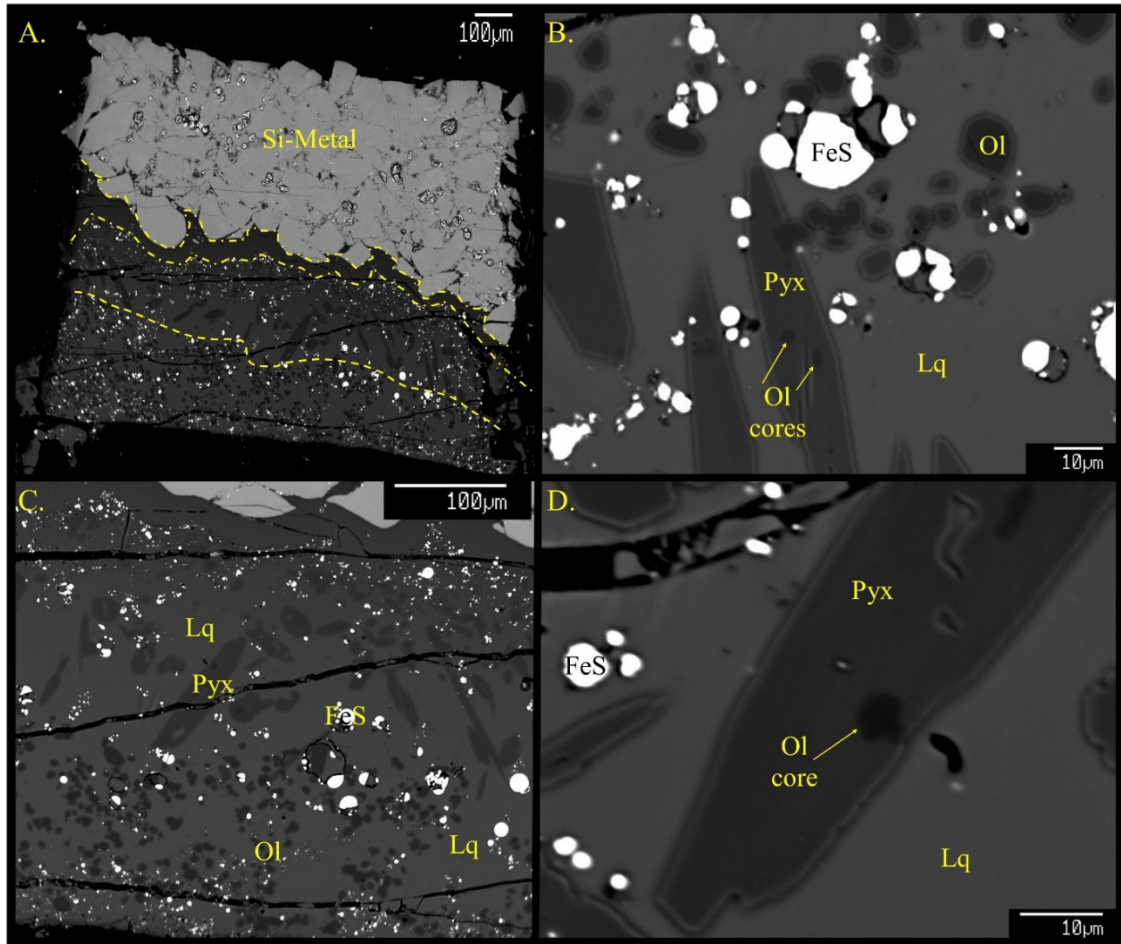 A.
100µm
Si-Metal
B.
FeS
Ol
Pyx
Ol
cores
Lq
10µm
C.
100µm
Lq
Pyx
FeS
Ol
Lq
D.
Pyx
FeS
Ol
core
Lq
10µm